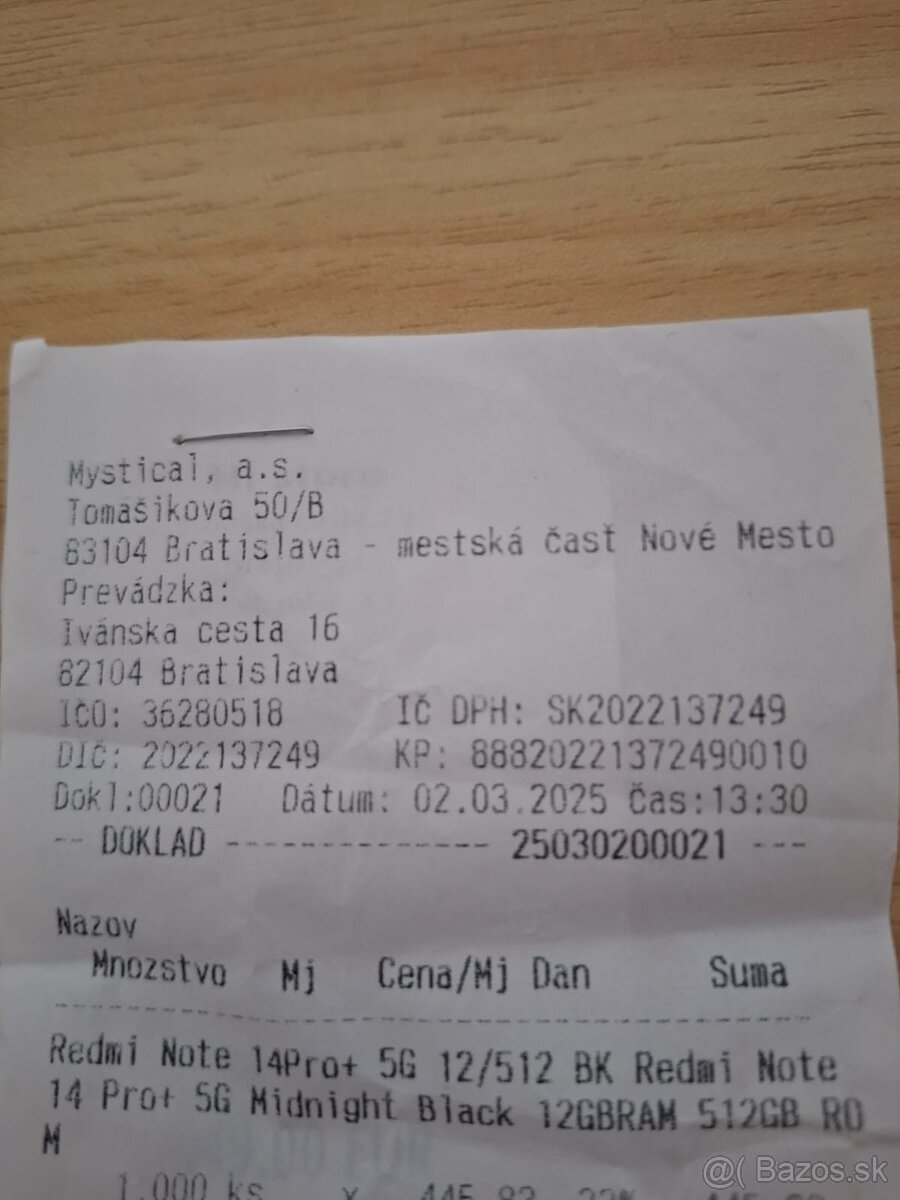 Mystical, a.s.
Tomášikova 50/B
83104 Bratislava - mestská časť Nové Mesto
Prevádzka:
Ivánska cesta 16
82104 Bratislava
IČO: 36280518 IČ DPH: SK2022137249
DIČ: 2022137249 KP: 88820221372490010
Dokl:00021 Dátum: 02.03.2025 Čas:13:30
-- DOKLAD -------------- 25030200021 ---
Nazov
Mnozstvo Mj Cena/Mj Dan Suma
Redmi Note 14Pro+ 5G 12/512 BK Redmi Note
14 Pro+ 5G Midnight Black 12GBRAM 512GB RO
M
1.000 ks x
@( Bazos.sk